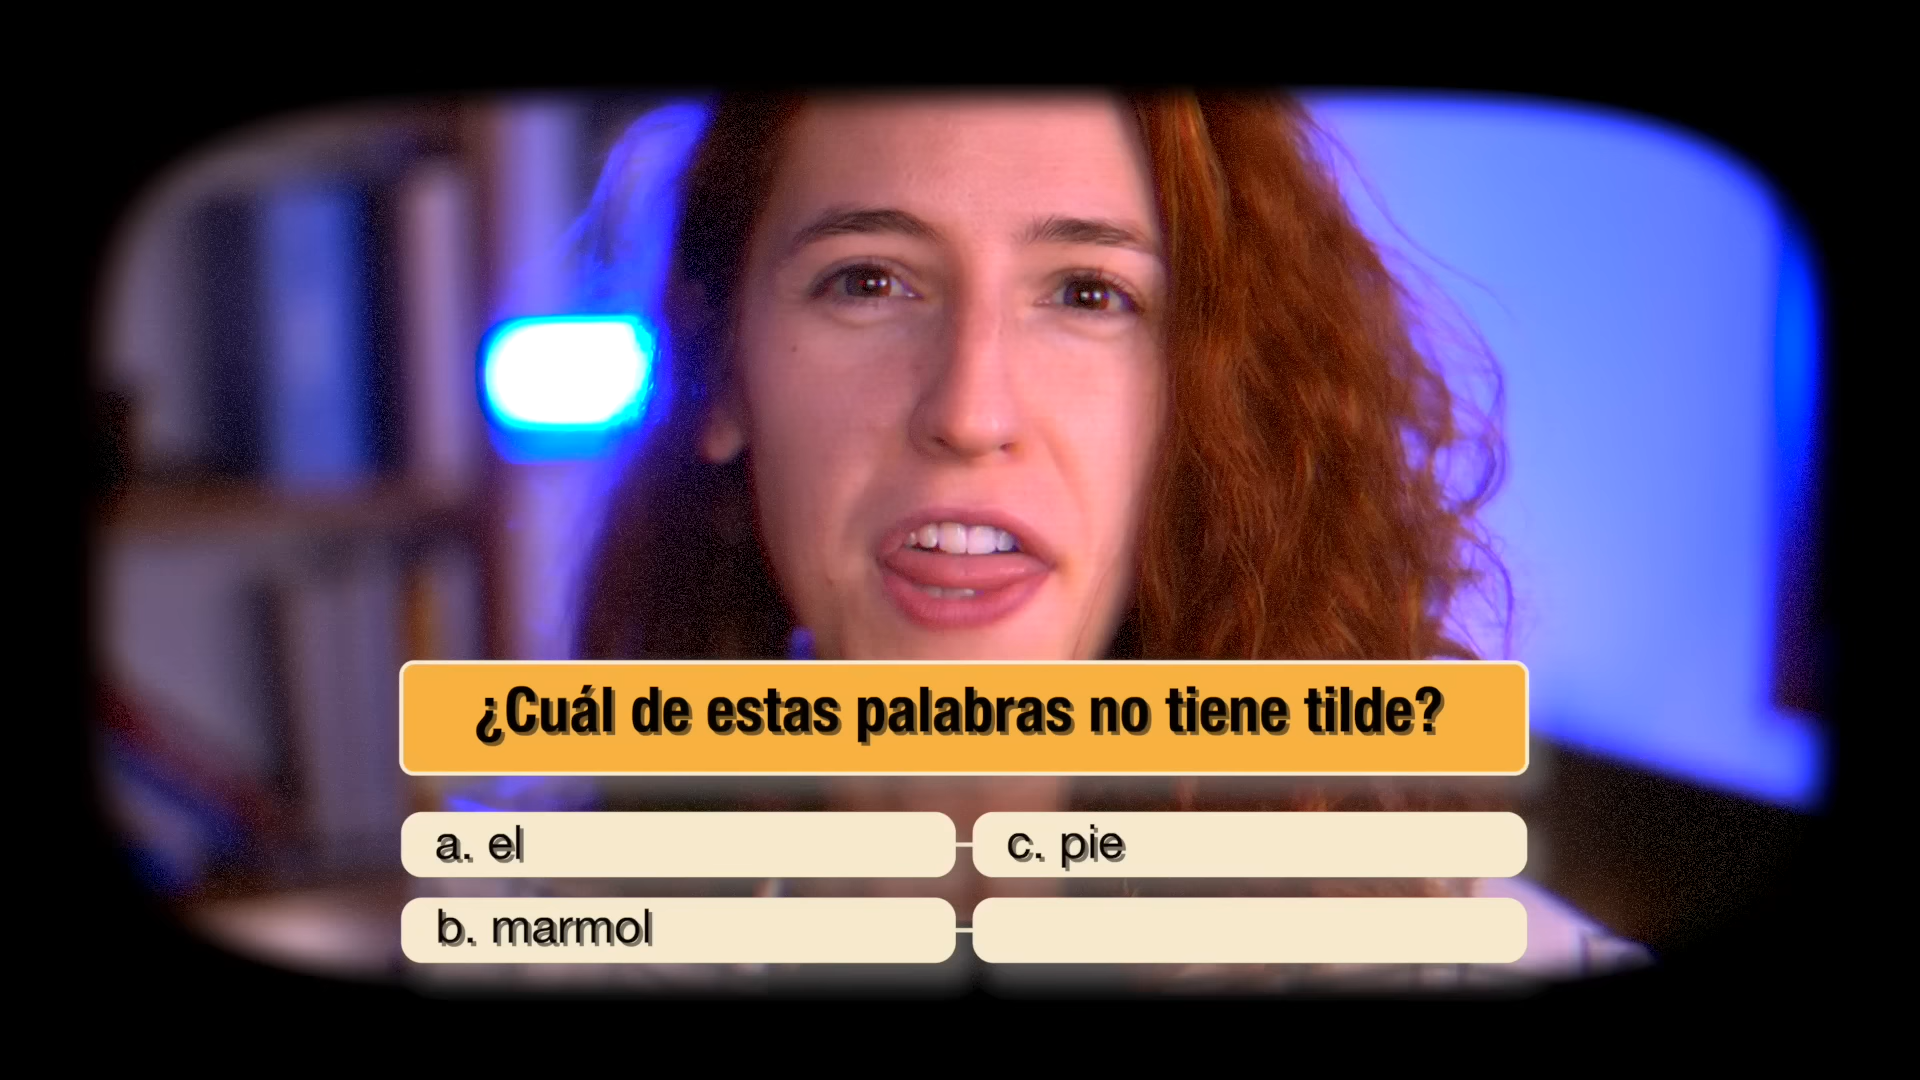 ¿Cuál de estas palabras no tiene tilde?
a. el
c. pie
b. marmol